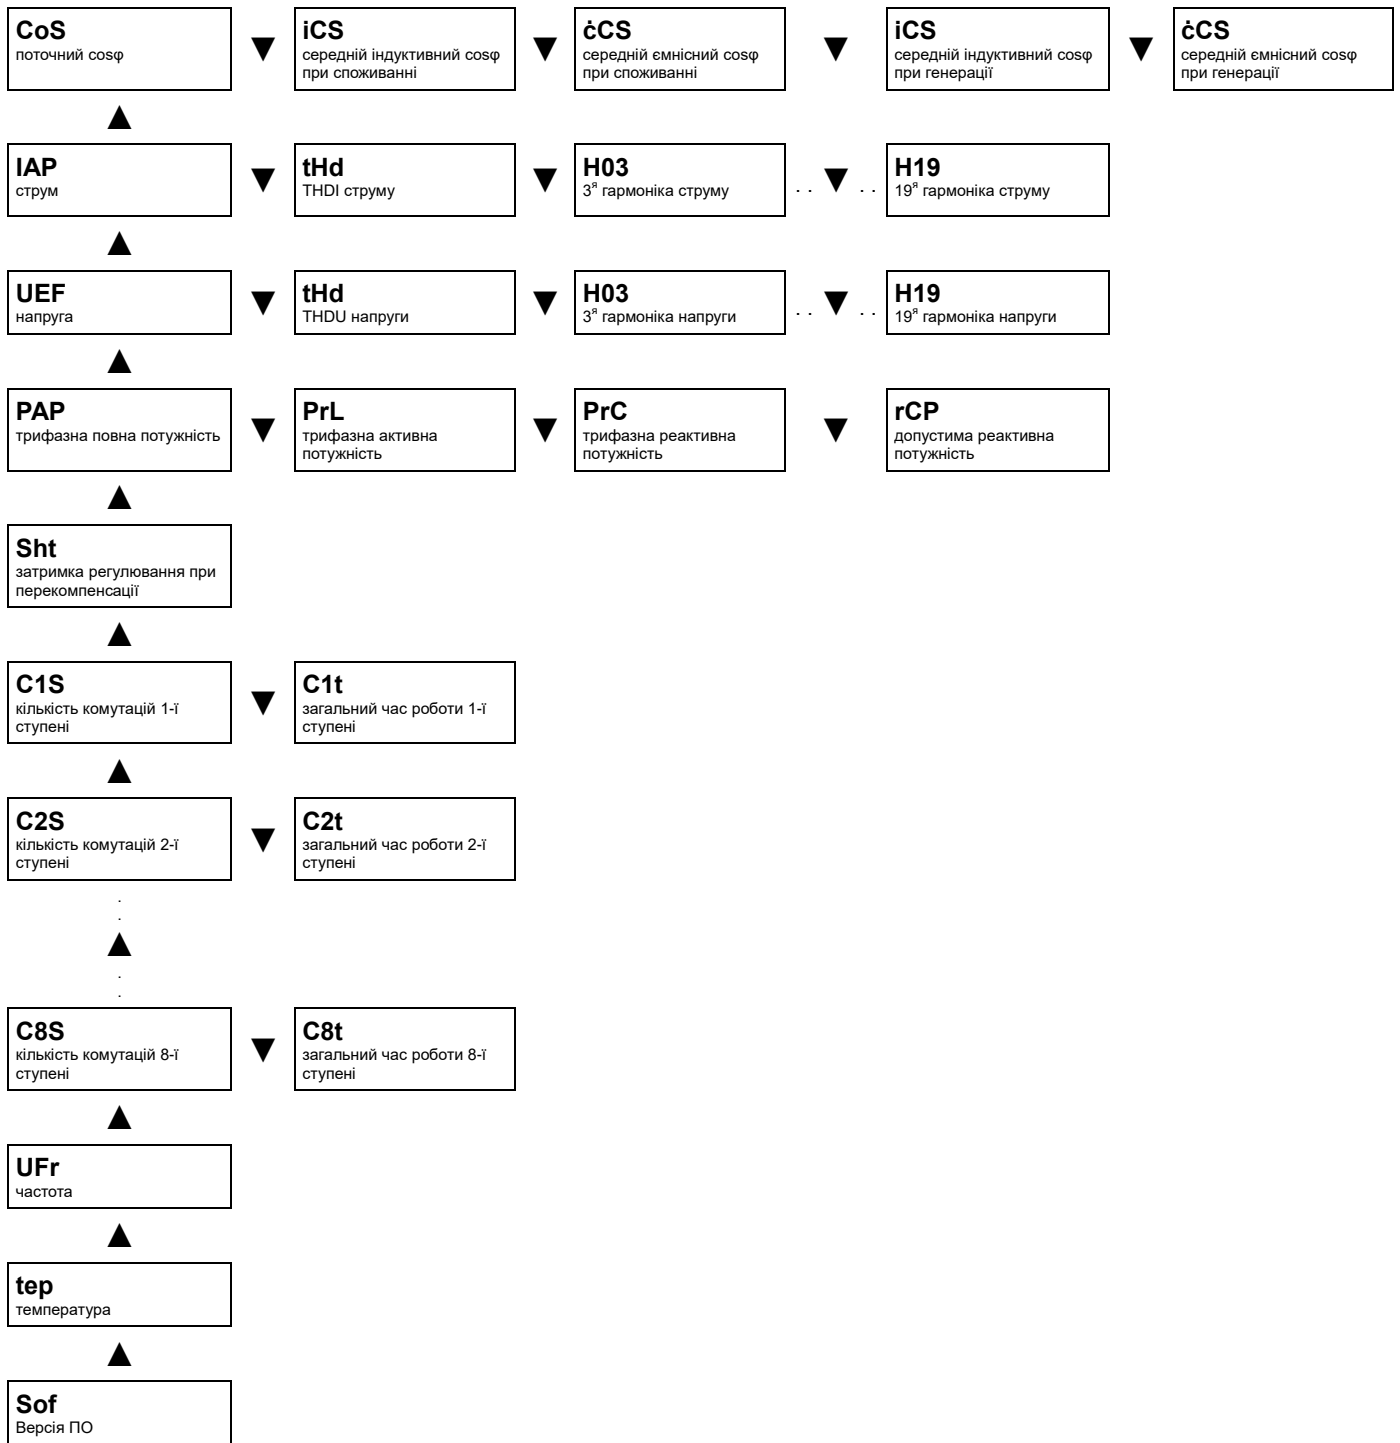 CoS
поточний cosφ
▼
iCS
середній індуктивний cosφ
при споживанні
▼
ċCS
середній ємнісний cosφ
при споживанні
▼
iCS
середній індуктивний cosφ
при генерації
▼
ċCS
середній ємнісний cosφ
при генерації
▲
IAP
струм
▼
tHd
THDI струму
▼
H03
3я гармоніка струму
. . ▼ . .
H19
19я гармоніка струму
▲
UEF
напруга
▼
tHd
THDU напруги
▼
H03
3я гармоніка напруги
. . ▼ . .
H19
19я гармоніка напруги
▲
PAP
трифазна повна потужність
▼
PrL
трифазна активна
потужність
▼
PrC
трифазна реактивна
потужність
▼
rCP
допустима реактивна
потужність
▲
Sht
затримка регулювання при
перекомпенсації
▲
C1S
кількість комутацій 1-ї
ступені
▼
C1t
загальний час роботи 1-ї
ступені
▲
C2S
кількість комутацій 2-ї
ступені
▼
C2t
загальний час роботи 2-ї
ступені
.
.
▲
.
.
C8S
кількість комутацій 8-ї
ступені
▼
C8t
загальний час роботи 8-ї
ступені
▲
UFr
частота
▲
tep
температура
▲
Sof
Версія ПО